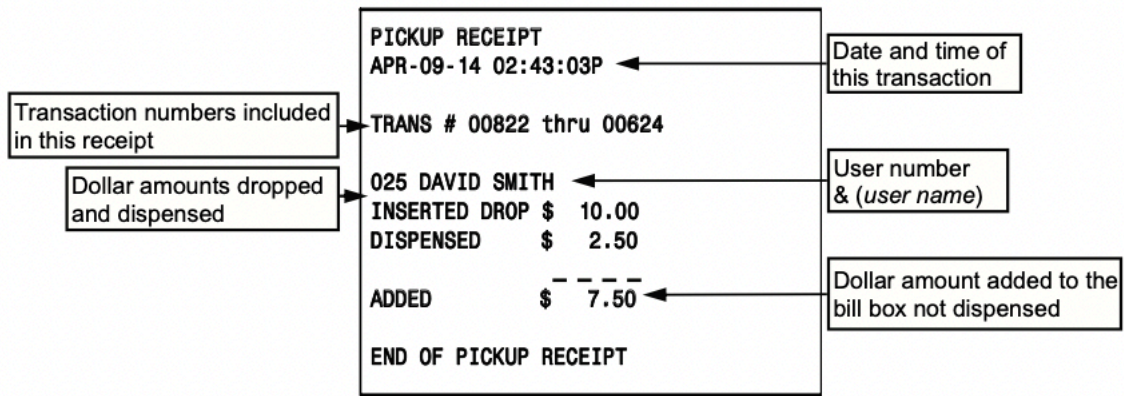 PICKUP RECEIPT
APR-09-14 02:43:03P
Date and time of
this transaction
Transaction numbers included
in this receipt
TRANS # 00822 thru 00624
Dollar amounts dropped
and dispensed
025 DAVID SMITH
User number
& (user name)
INSERTED DROP $ 10.00
DISPENSED $ 2.50
ADDED $ 7.50
Dollar amount added to the
bill box not dispensed
END OF PICKUP RECEIPT